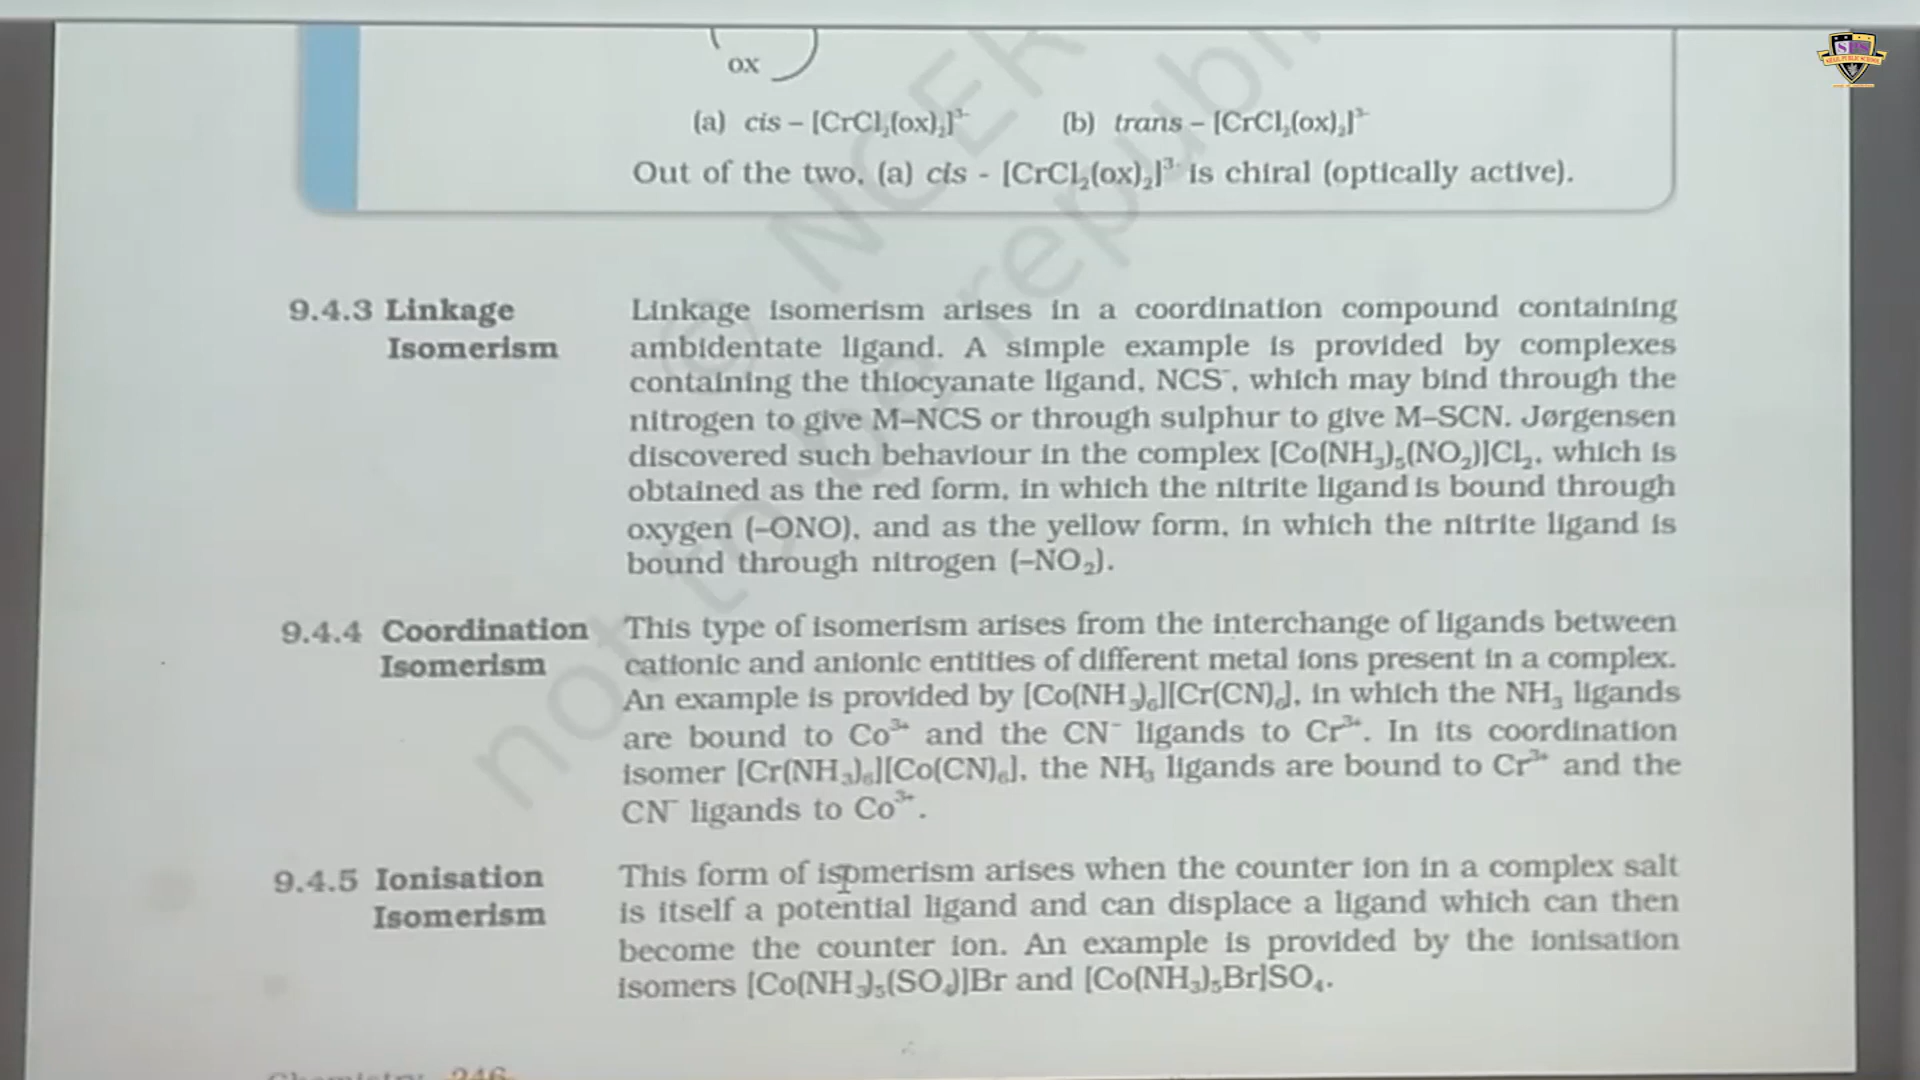 SPS
ox
(a) cis – [CrCl₂(ox)₂]³⁻ (b) trans – [CrCl₂(ox)₂]³⁻
Out of the two, (a) cis - [CrCl₂(ox)₂]³⁻ is chiral (optically active).
9.4.3 Linkage Isomerism
Linkage isomerism arises in a coordination compound containing
ambidentate ligand. A simple example is provided by complexes
containing the thiocyanate ligand, NCS⁻, which may bind through the
nitrogen to give M–NCS or through sulphur to give M–SCN. Jørgensen
discovered such behaviour in the complex [Co(NH₃)₅(NO₂)]Cl₂, which is
obtained as the red form, in which the nitrite ligand is bound through
oxygen (–ONO), and as the yellow form, in which the nitrite ligand is
bound through nitrogen (–NO₂).
9.4.4 Coordination Isomerism
This type of isomerism arises from the interchange of ligands between
cationic and anionic entities of different metal ions present in a complex.
An example is provided by [Co(NH₃)₆][Cr(CN)₆], in which the NH₃ ligands
are bound to Co³⁺ and the CN⁻ ligands to Cr³⁺. In its coordination
isomer [Cr(NH₃)₆][Co(CN)₆], the NH₃ ligands are bound to Cr³⁺ and the
CN⁻ ligands to Co³⁺.
9.4.5 Ionisation Isomerism
This form of isomerism arises when the counter ion in a complex salt
is itself a potential ligand and can displace a ligand which can then
become the counter ion. An example is provided by the ionisation
isomers [Co(NH₃)₅(SO₄)]Br and [Co(NH₃)₅Br]SO₄.
Chemistry 246
© NCER
not to be republi